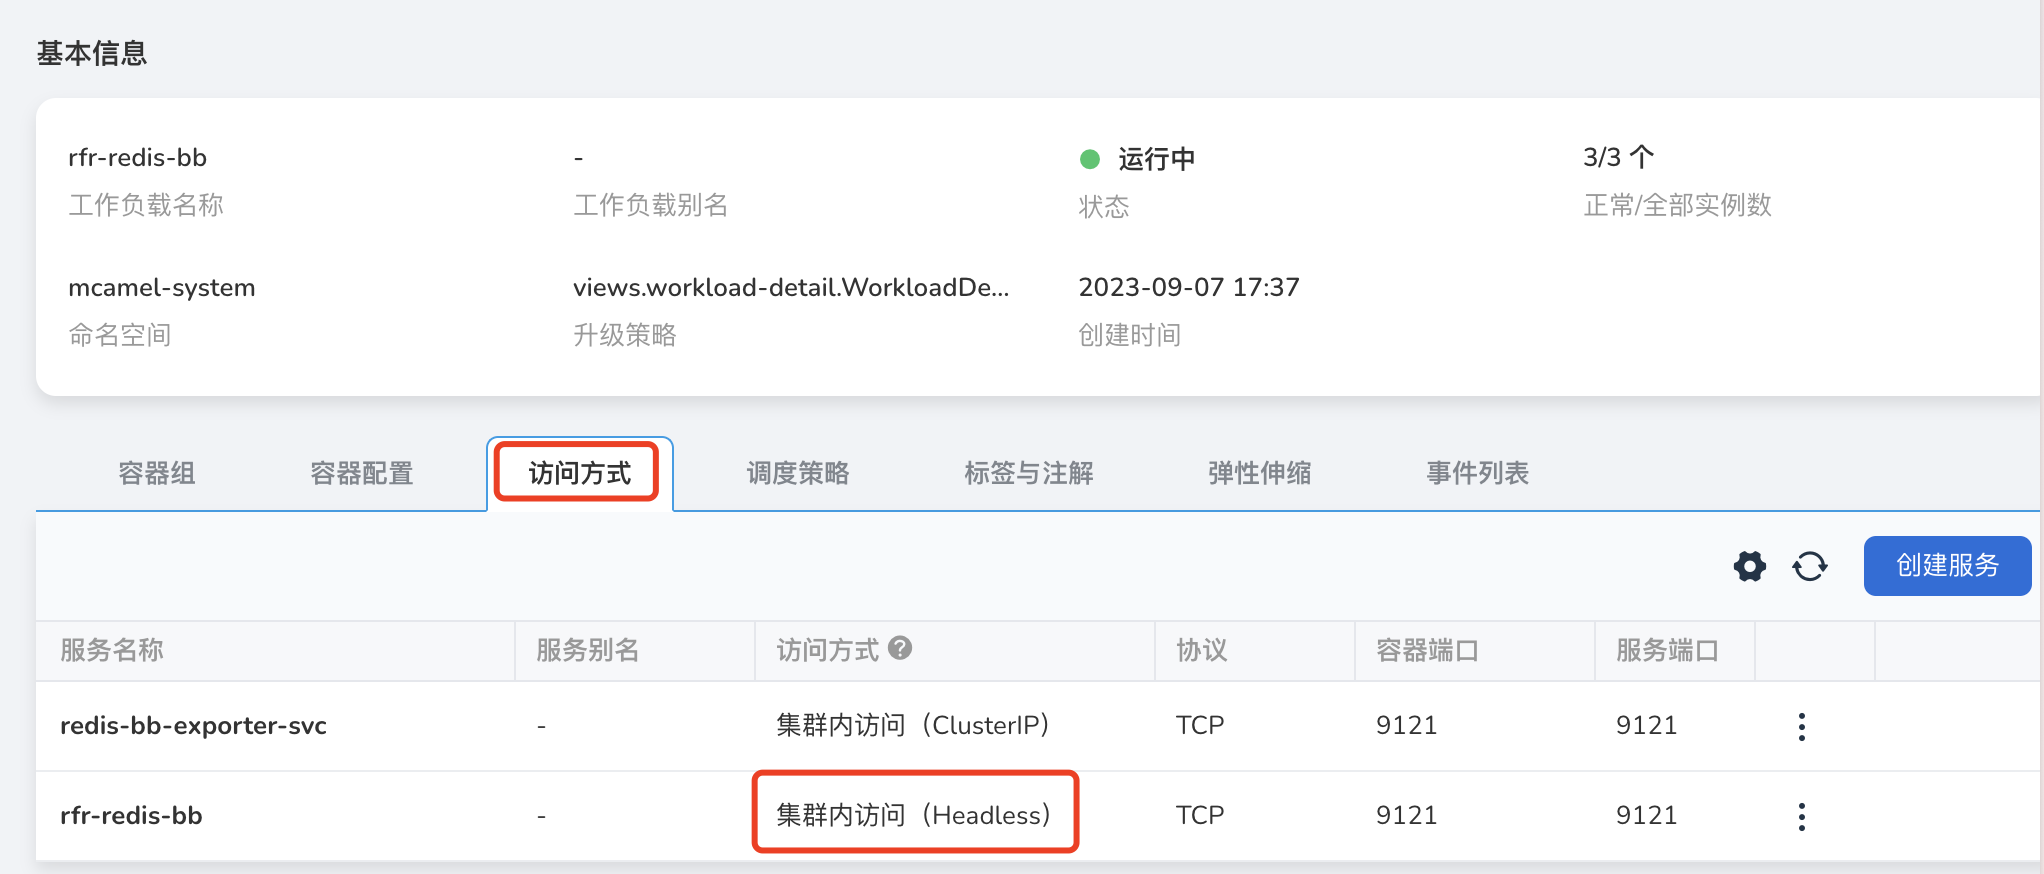 基本信息
rfr-redis-bb - 运行中 3/3 个
工作负载名称 工作负载别名 状态 正常/全部实例数
mcamel-system views.workload-detail.WorkloadDe... 2023-09-07 17:37
命名空间 升级策略 创建时间
容器组 容器配置 访问方式 调度策略 标签与注解 弹性伸缩 事件列表
创建服务
服务名称 服务别名 访问方式 ? 协议 容器端口 服务端口
redis-bb-exporter-svc - 集群内访问（ClusterIP） TCP 9121 9121
rfr-redis-bb - 集群内访问（Headless） TCP 9121 9121